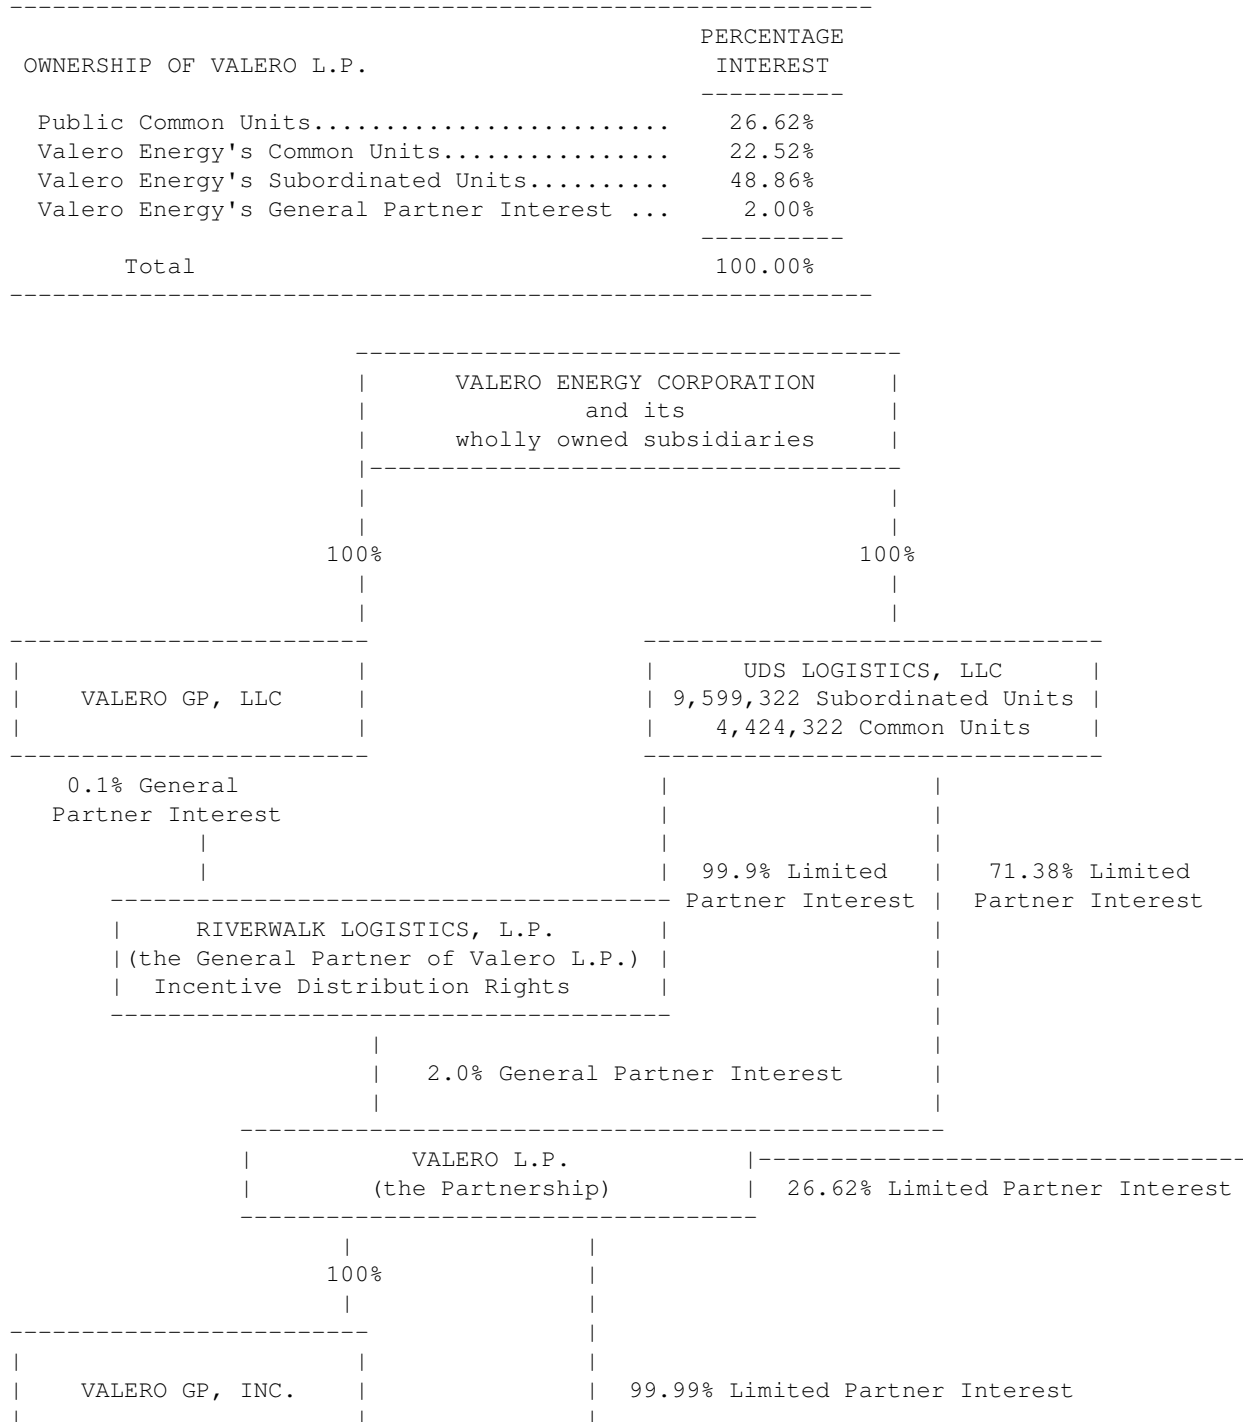 PERCENTAGE
OWNERSHIP OF VALERO L.P. INTEREST
Public Common Units......................... 26.62%
Valero Energy's Common Units................ 22.52%
Valero Energy's Subordinated Units.......... 48.86%
Valero Energy's General Partner Interest ... 2.00%
Total 100.00%
VALERO ENERGY CORPORATION
and its
wholly owned subsidiaries
100% 100%
UDS LOGISTICS, LLC
VALERO GP, LLC 9,599,322 Subordinated Units
4,424,322 Common Units
0.1% General
Partner Interest
99.9% Limited 71.38% Limited
Partner Interest Partner Interest
RIVERWALK LOGISTICS, L.P.
(the General Partner of Valero L.P.)
Incentive Distribution Rights
2.0% General Partner Interest
VALERO L.P.
(the Partnership) 26.62% Limited Partner Interest
100%
VALERO GP, INC. 99.99% Limited Partner Interest